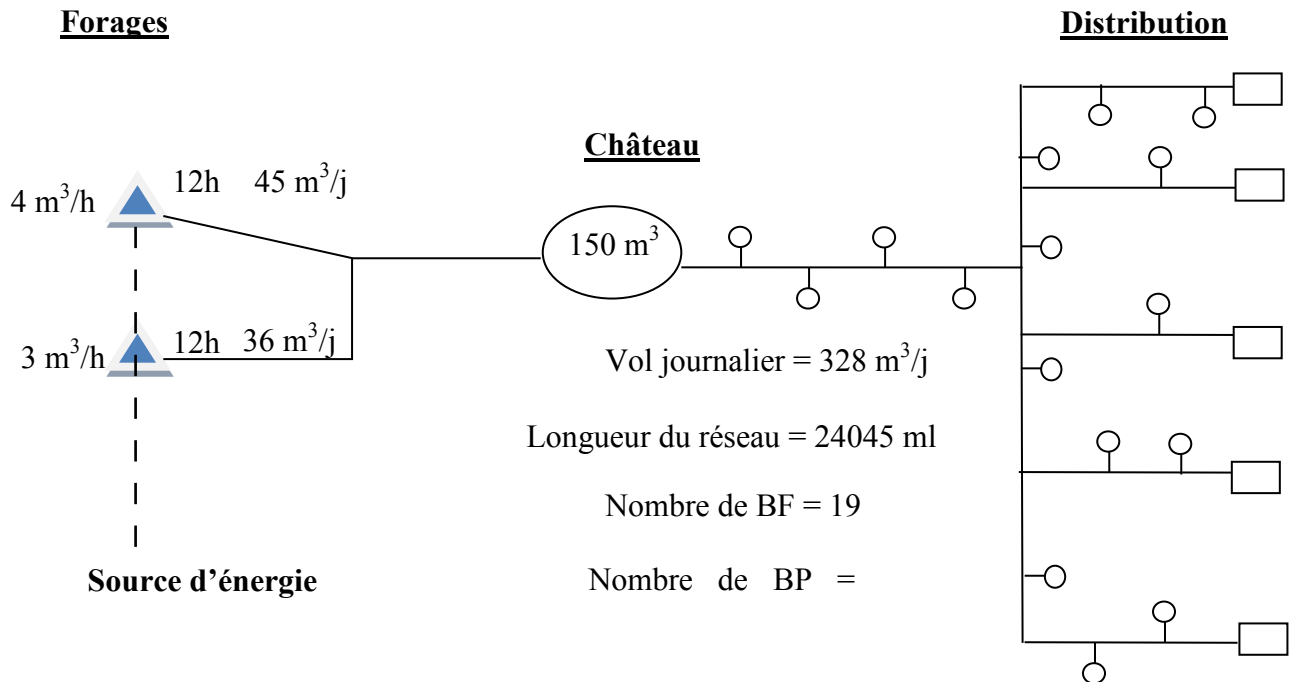 Forages
Distribution
Château
12h 45 m³/j
4 m³/h
150 m³
12h 36 m³/j
3 m³/h
Vol journalier = 328 m³/j
Longueur du réseau = 24045 ml
Nombre de BF = 19
Source d’énergie
Nombre de BP =